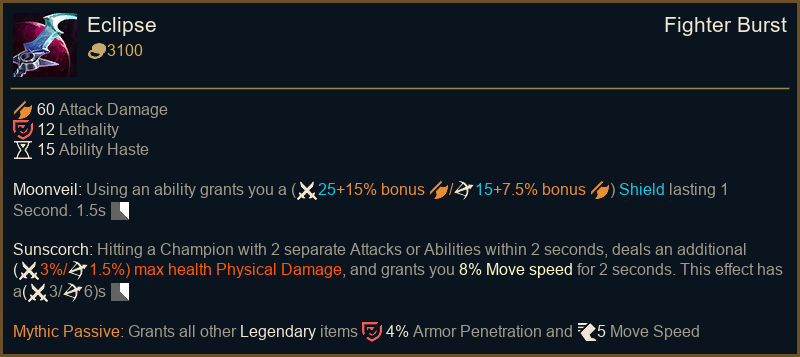 Eclipse
Fighter Burst
3100
60 Attack Damage
12 Lethality
15 Ability Haste
Moonveil: Using an ability grants you a (25+15% bonus /15+7.5% bonus ) Shield lasting 1
Second. 1.5s
Sunscorch: Hitting a Champion with 2 separate Attacks or Abilities within 2 seconds, deals an additional
(3%/1.5%) max health Physical Damage, and grants you 8% Move speed for 2 seconds. This effect has
a(3/6)s
Mythic Passive: Grants all other Legendary items 4% Armor Penetration and 5 Move Speed